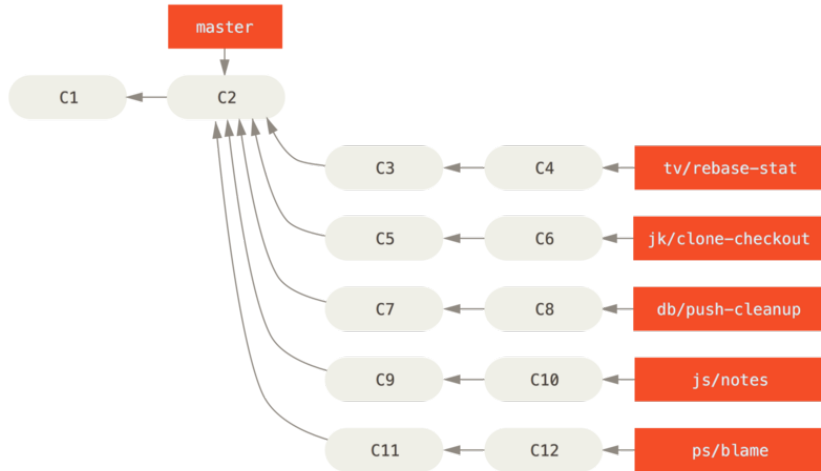 master
C1
C2
C3
C4
tv/rebase-stat
C5
C6
jk/clone-checkout
C7
C8
db/push-cleanup
C9
C10
js/notes
C11
C12
ps/blame